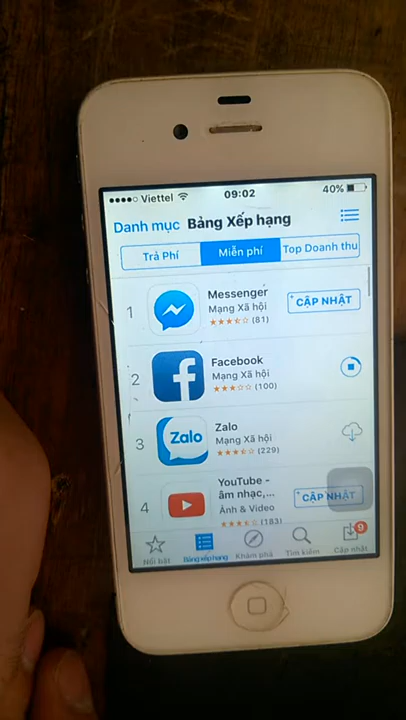 Viettel 09:02 40%
Danh mục Bảng Xếp hạng
Trả Phí Miễn phí Top Doanh thu
1 Messenger
Mạng Xã hội
(81)
CẬP NHẬT
2 Facebook
Mạng Xã hội
(100)
3 Zalo Zalo
Mạng Xã hội
(229)
4 YouTube -
âm nhạc,...
Ảnh & Video
(183)
CẬP NHẬT
9
Nổi bật Bảng xếp hạng Khám phá Tìm kiếm Cập nhật